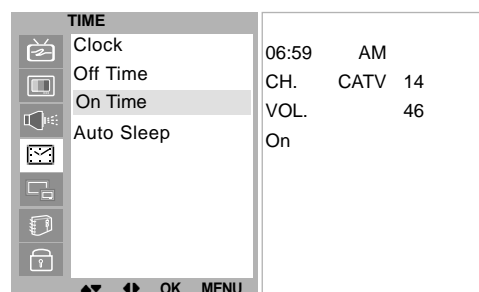 TIME
Clock
Off Time
On Time
Auto Sleep
OK MENU
06:59 AM
CH. CATV 14
VOL. 46
On